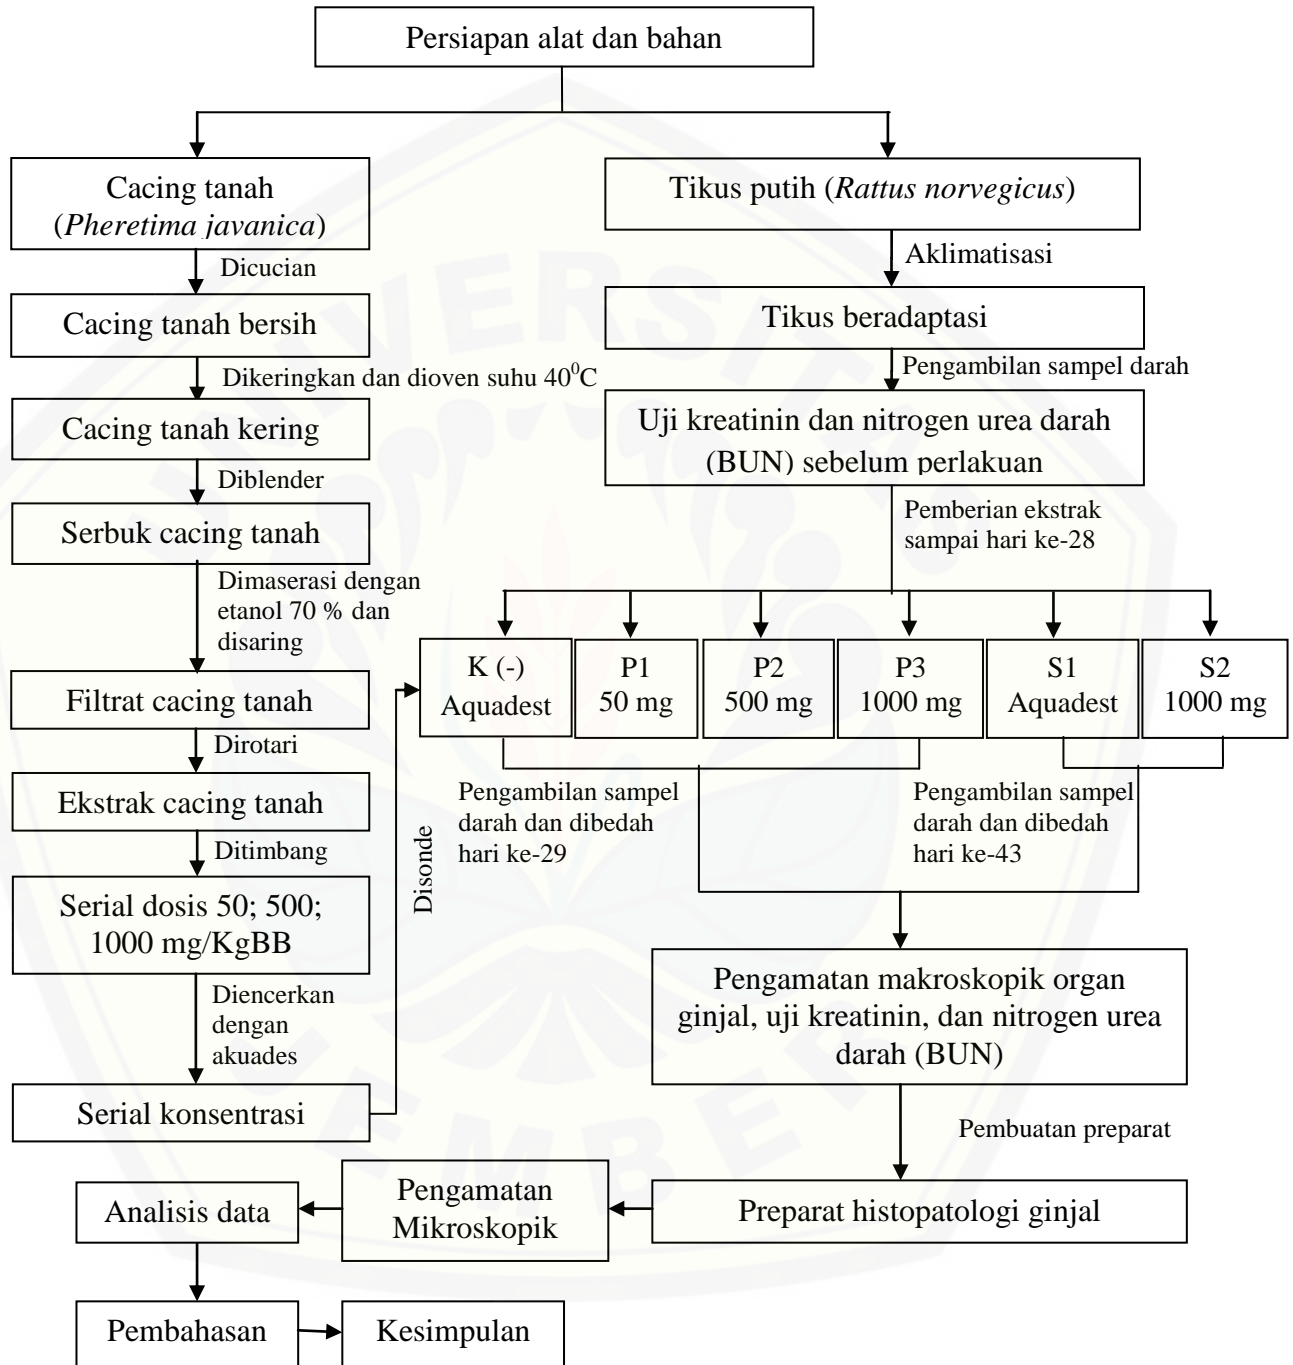 Persiapan alat dan bahan
Cacing tanah
(Pheretima javanica)
Dicucian
Cacing tanah bersih
Dikeringkan dan dioven suhu 40⁰C
Cacing tanah kering
Diblender
Serbuk cacing tanah
Dimaserasi dengan
etanol 70 % dan
disaring
Filtrat cacing tanah
Dirotari
Ekstrak cacing tanah
Ditimbang
Serial dosis 50; 500;
1000 mg/KgBB
Diencerkan
dengan
akuades
Serial konsentrasi
Disonde
Tikus putih (Rattus norvegicus)
Aklimatisasi
Tikus beradaptasi
Pengambilan sampel darah
Uji kreatinin dan nitrogen urea darah
(BUN) sebelum perlakuan
Pemberian ekstrak
sampai hari ke-28
K (-)
Aquadest
P1
50 mg
P2
500 mg
P3
1000 mg
S1
Aquadest
S2
1000 mg
Pengambilan sampel
darah dan dibedah
hari ke-29
Pengambilan sampel
darah dan dibedah
hari ke-43
Pengamatan makroskopik organ
ginjal, uji kreatinin, dan nitrogen urea
darah (BUN)
Pembuatan preparat
Preparat histopatologi ginjal
Pengamatan
Mikroskopik
Analisis data
Pembahasan
Kesimpulan
UNIVERSITAS
JEMBER